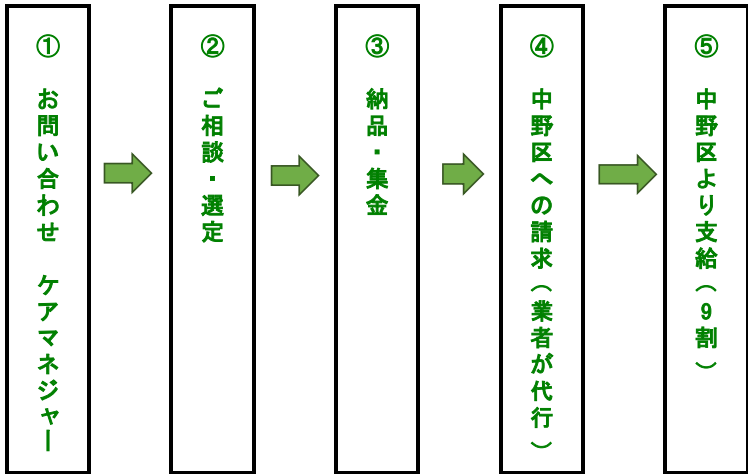 ①　お問い合わせ　ケアマネジャー
②　ご相談・選定
③　納品・集金
④　中野区への請求（業者が代行）
⑤　中野区より支給（9割）